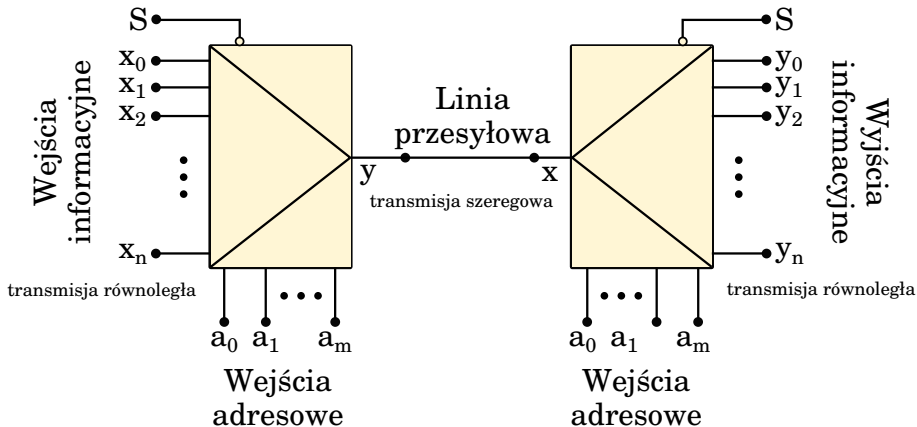 S
x0
x1
x2
xn
Wejścia
informacyjne
transmisja równoległa
a0 a1 am
Wejścia
adresowe
y
Linia
przesyłowa
x
transmisja szeregowa
S
y0
y1
y2
yn
Wyjścia
informacyjne
transmisja równoległa
a0 a1 am
Wejścia
adresowe